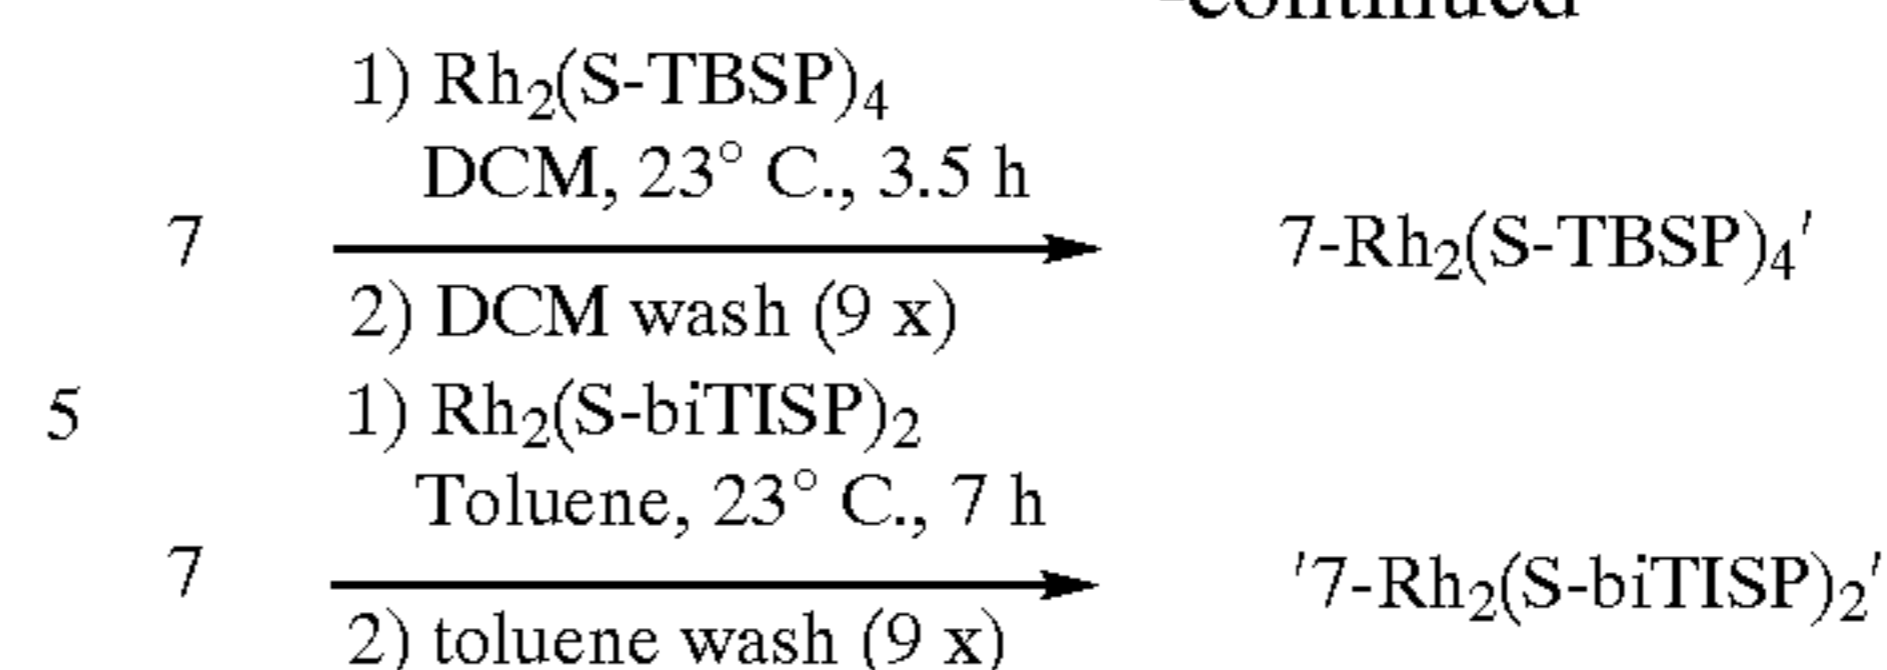 -continued
1) Rh₂(S-TBSP)₄
DCM, 23° C., 3.5 h
7
7-Rh₂(S-TBSP)₄'
2) DCM wash (9 x)
5
1) Rh₂(S-biTISP)₂
Toluene, 23° C., 7 h
7
'7-Rh₂(S-biTISP)₂'
2) toluene wash (9 x)